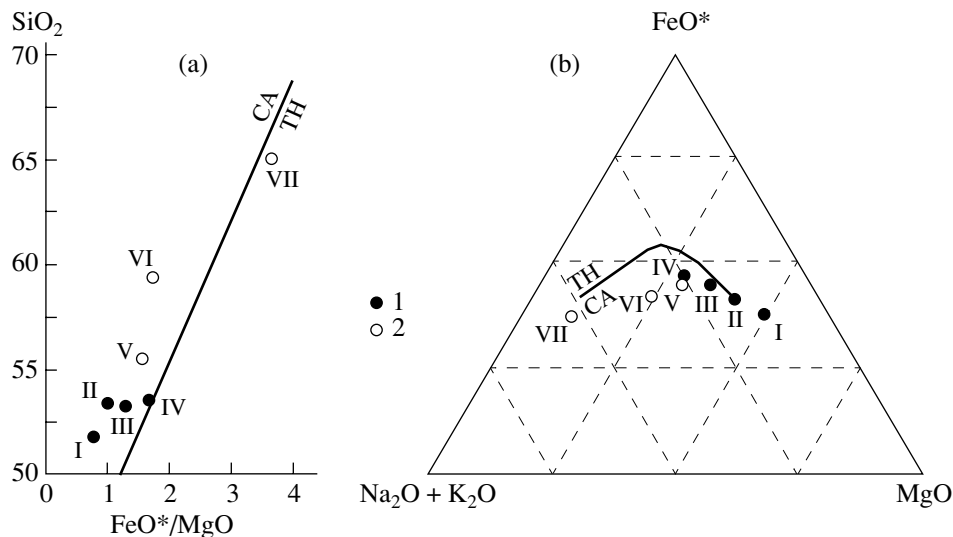 SiO₂
70
65
60
55
50
0
1
2
3
4
FeO*/MgO
(a)
CA
TH
VII
VI
V
II
III
IV
I
1
2
(b)
FeO*
TH
CA
IV
VII
VI
V
III
II
I
Na₂O + K₂O
MgO